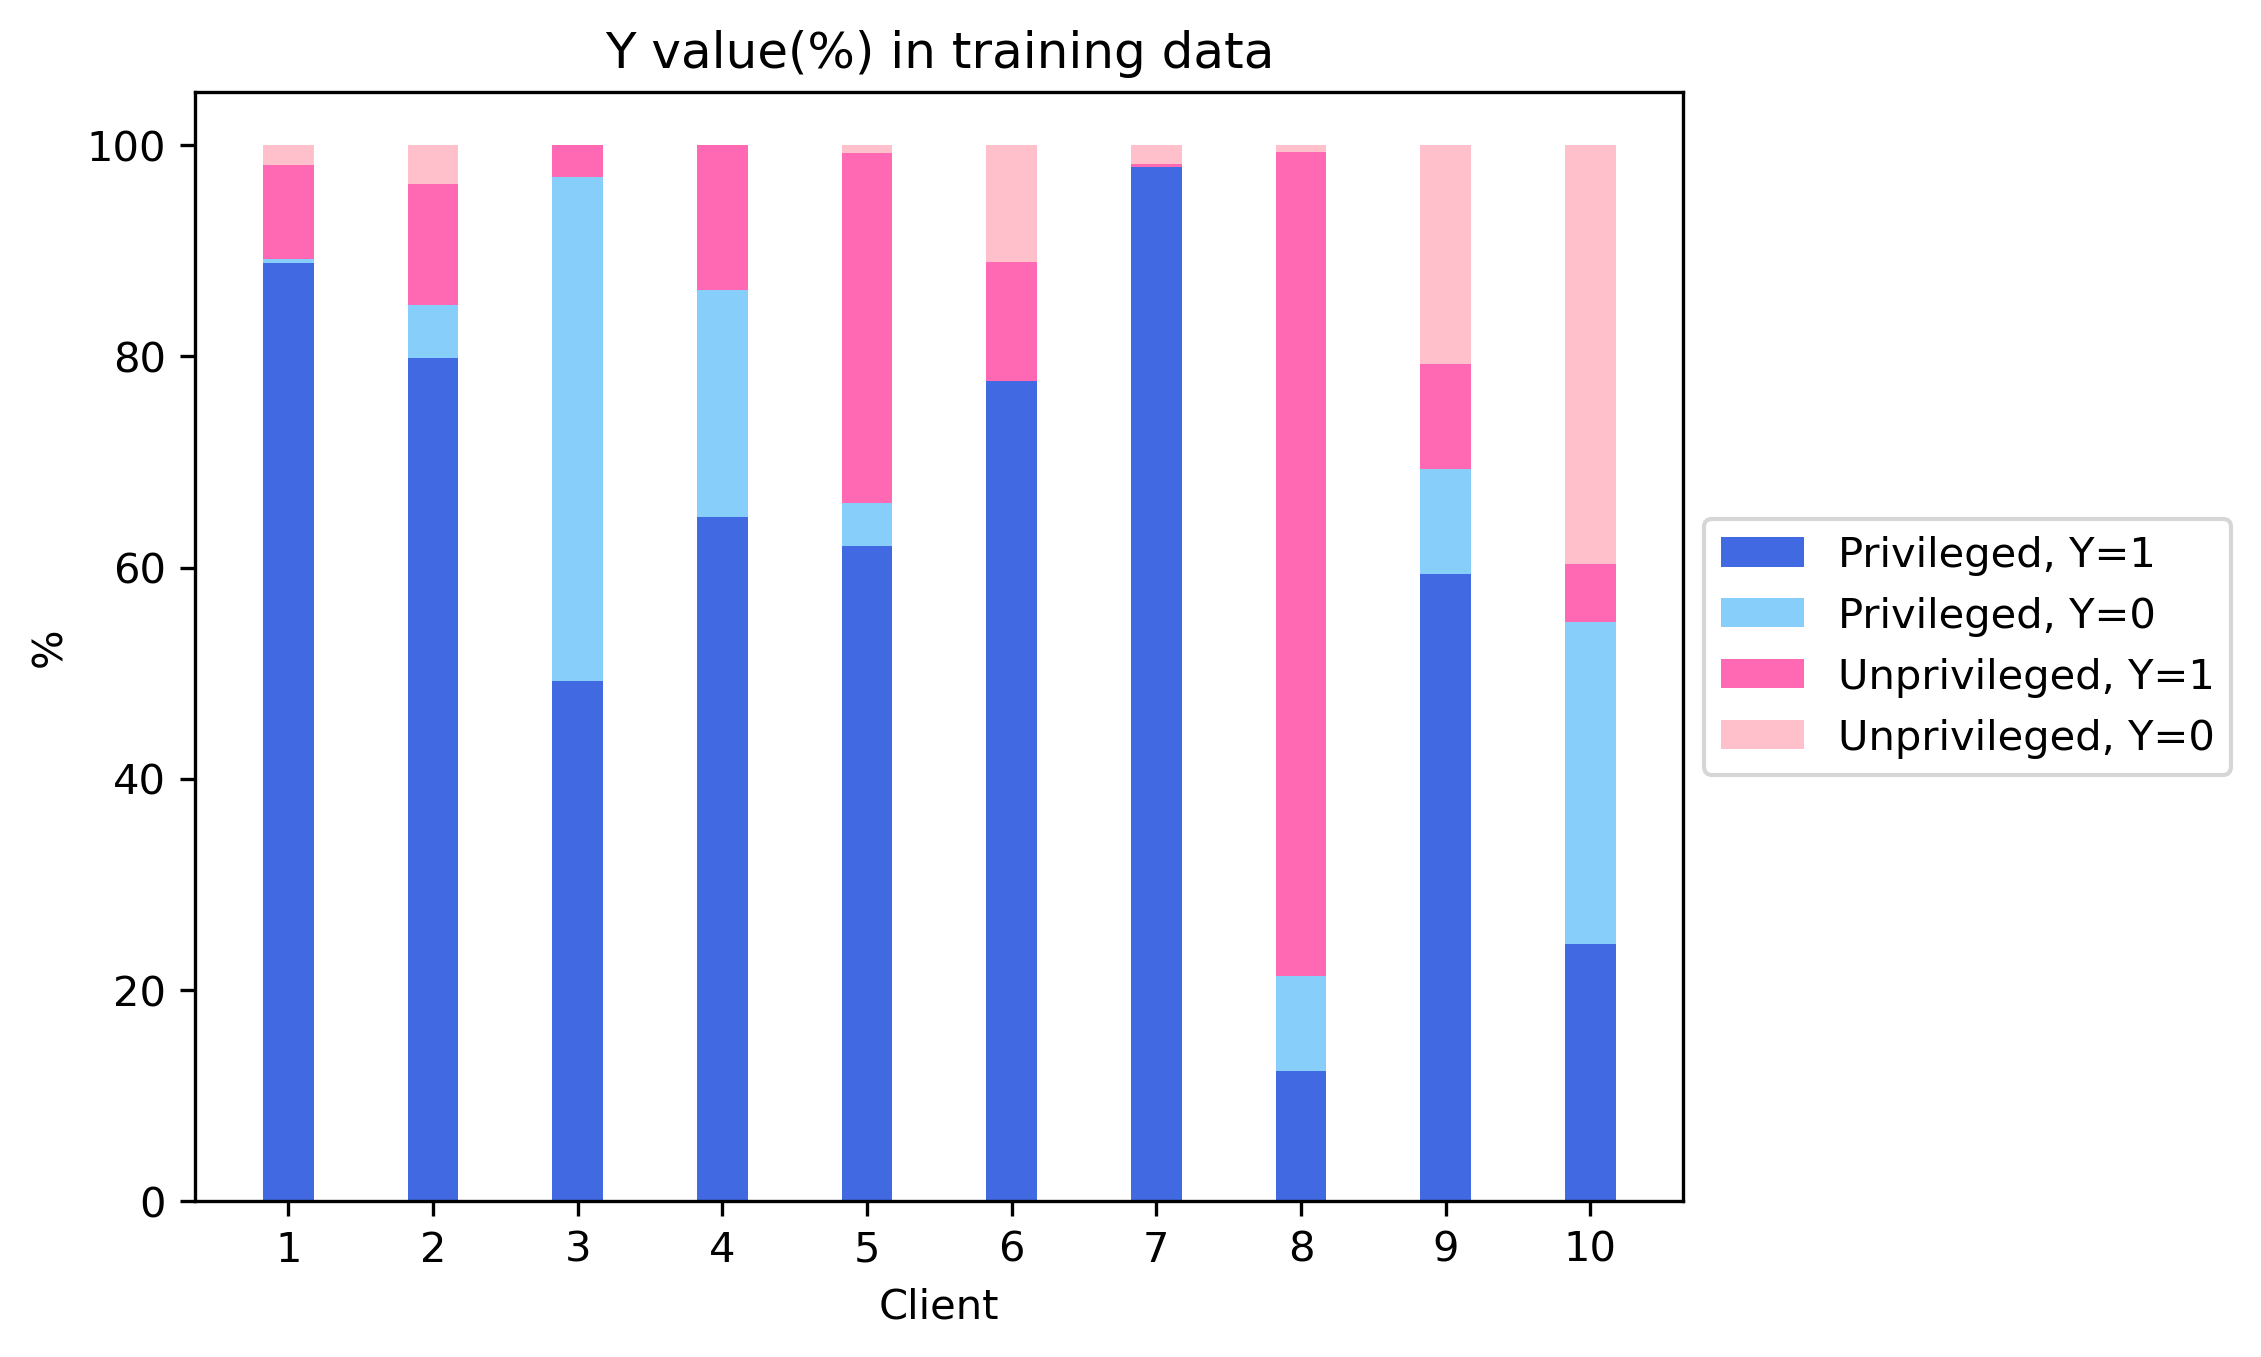 Y value(%) in training data
100
80
60
40
20
0
%
1 2 3 4 5 6 7 8 9 10
Client
Privileged, Y=1
Privileged, Y=0
Unprivileged, Y=1
Unprivileged, Y=0